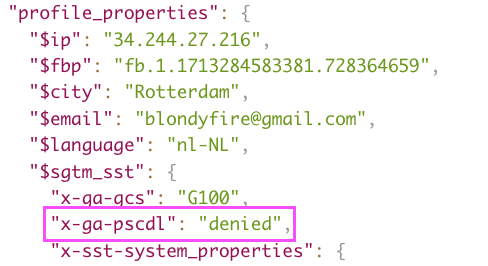 "profile_properties": {
"$ip": "34.244.27.216",
"$fbp": "fb.1.1713284583381.728364659",
"$city": "Rotterdam",
"$email": "blondyfire@gmail.com",
"$language": "nl-NL",
"$sgtm_sst": {
"x-ga-gcs": "G100",
"x-ga-pscdl": "denied",
"x-sst-system_properties": {